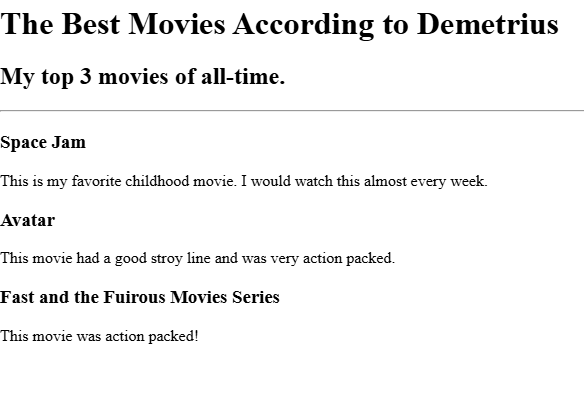 The Best Movies According to Demetrius
My top 3 movies of all-time.
Space Jam
This is my favorite childhood movie. I would watch this almost every week.
Avatar
This movie had a good stroy line and was very action packed.
Fast and the Fuirous Movies Series
This movie was action packed!